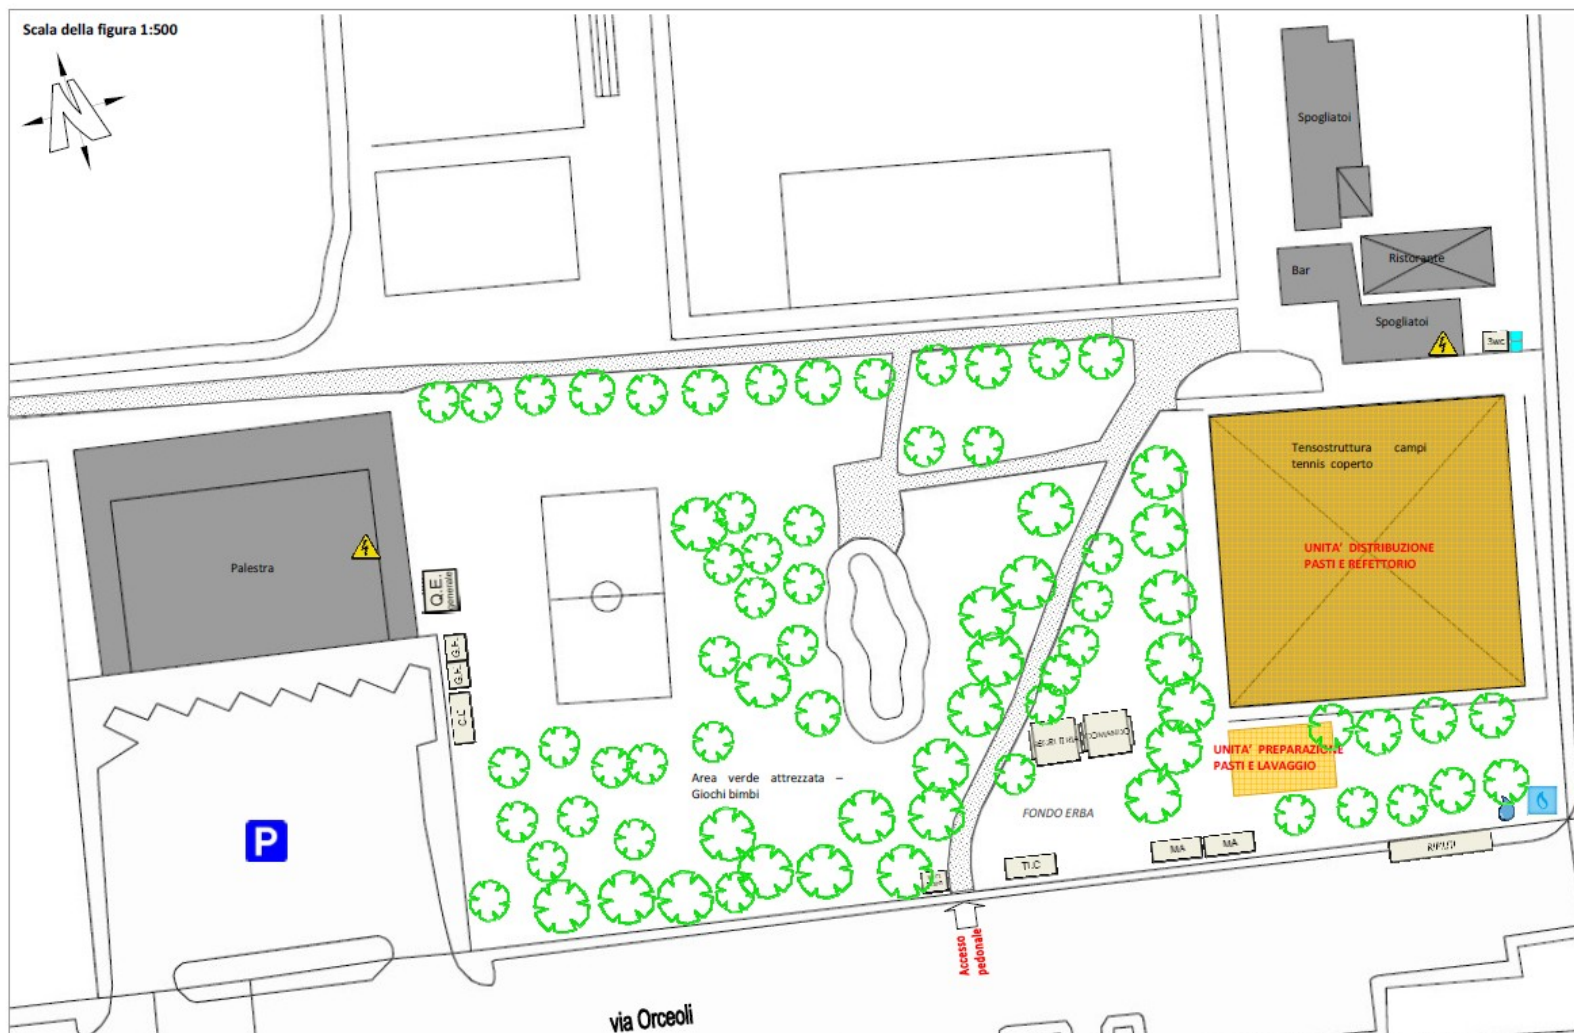 Scala della figura 1:500
N
Spogliatoi
Bar
Ristorante
Spogliatoi
3wc
Tensostruttura campi
tennis coperto
UNITA' DISTRIBUZIONE
PASTI E REFETTORIO
Palestra
Q.E.
generale
G.E.
G.E.
C.C
COMANDO
UNITA' PREPARAZIONE
PASTI E LAVAGGIO
Area verde attrezzata –
Giochi bimbi
FONDO ERBA
P
TLC
MA
MA
RIFIUTI
Accesso
pedonale
via Orceoli